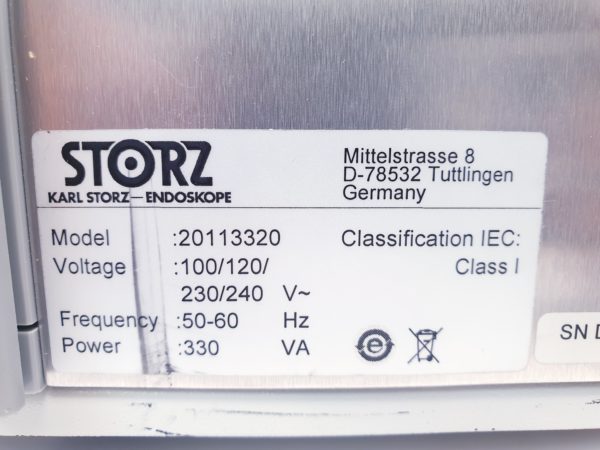 STORZ
KARL STORZ—ENDOSKOPE
Mittelstrasse 8
D-78532 Tuttlingen
Germany
Model :20113320
Voltage :100/120/
230/240 V~
Frequency :50-60 Hz
Power :330 VA
Classification IEC:
Class I
e
SN